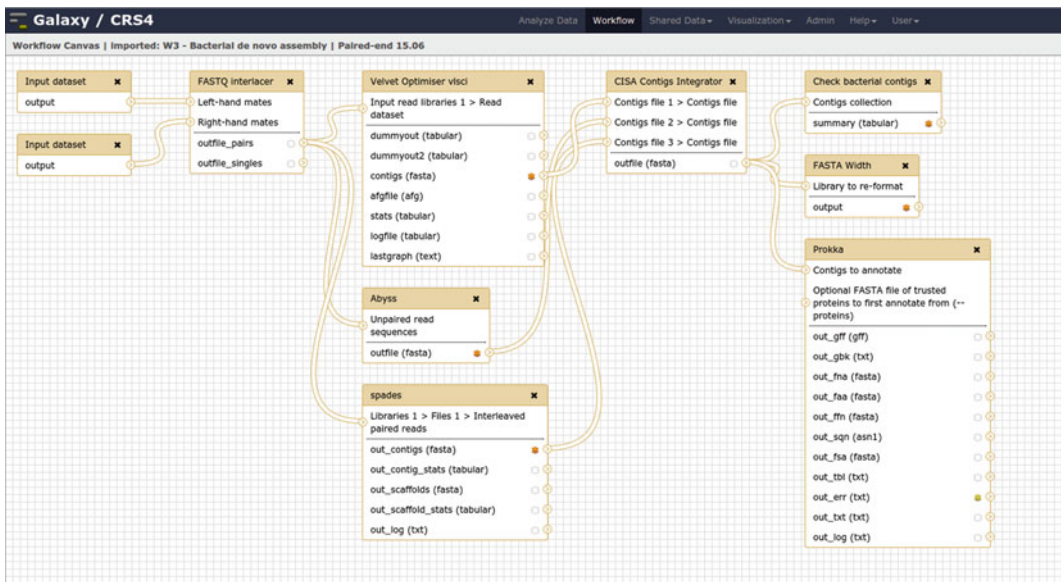 Galaxy / CRS4
Analyze Data Workflow Shared Data Visualization Admin Help User
Workflow Canvas | Imported: W3 - Bacterial de novo assembly | Paired-end 15.06
Input dataset
output
Input dataset
output
FASTQ interlacer
Left-hand mates
Right-hand mates
outfile_pairs
outfile_singles
Velvet Optimiser vlsci
Input read libraries 1 > Read
dataset
dummyout (tabular)
dummyout2 (tabular)
contigs (fasta)
afgfile (afg)
stats (tabular)
logfile (tabular)
lastgraph (text)
Abyss
Unpaired read
sequences
outfile (fasta)
spades
Libraries 1 > Files 1 > Interleaved
paired reads
out_contigs (fasta)
out_contig_stats (tabular)
out_scaffolds (fasta)
out_scaffold_stats (tabular)
out_log (txt)
CISA Contigs Integrator
Contigs file 1 > Contigs file
Contigs file 2 > Contigs file
Contigs file 3 > Contigs file
outfile (fasta)
Check bacterial contigs
Contigs collection
summary (tabular)
FASTA Width
Library to re-format
output
Prokka
Contigs to annotate
Optional FASTA file of trusted
proteins to first annotate from (--
proteins)
out_gff (gff)
out_gbk (txt)
out_fna (fasta)
out_faa (fasta)
out_ffn (fasta)
out_sqn (asn1)
out_fsa (fasta)
out_tbl (txt)
out_err (txt)
out_txt (txt)
out_log (txt)